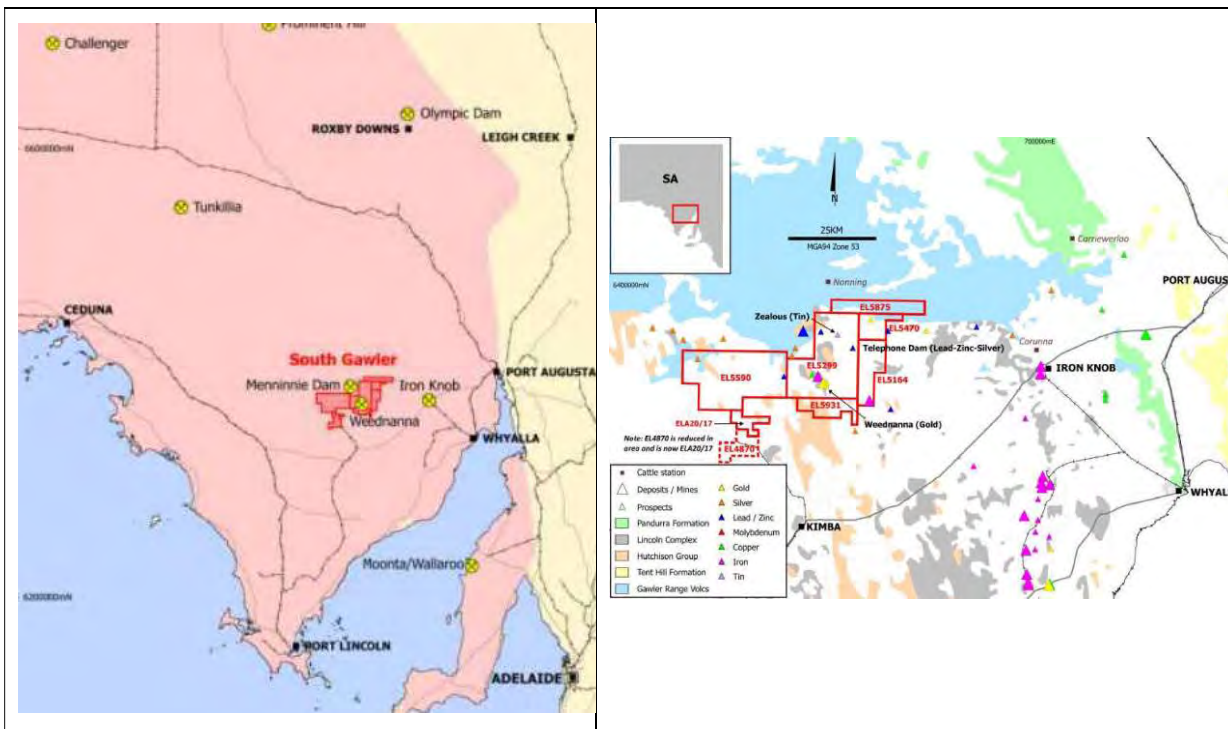 Prominent Hill
Challenger
Olympic Dam
ROXBY DOWNS
LEIGH CREEK
6600000mN
Tunkillia
CEDUNA
South Gawler
Menninnie Dam
Iron Knob
PORT AUGUSTA
Weednanna
WHYALLA
Moonta/Wallaroo
6200000mN
PORT LINCOLN
ADELAIDE
700000mE
SA
N
25KM
MGA94 Zone 53
Carriewerloo
PORT AUGUS
Nonning
6400000mN
EL5875
Zealous (Tin)
EL5470
Telephone Dam (Lead-Zinc-Silver)
Corunna
EL5299
EL5590
EL5164
IRON KNOB
EL5931
ELA20/17
Weednanna (Gold)
Note: EL4870 is reduced in
area and is now ELA20/17
EL4870
WHYALL
KIMBA
Cattle station
Deposits / Mines
Prospects
Pandurra Formation
Lincoln Complex
Hutchison Group
Tent Hill Formation
Gawler Range Volcs
Gold
Silver
Lead / Zinc
Molybdenum
Copper
Iron
Tin